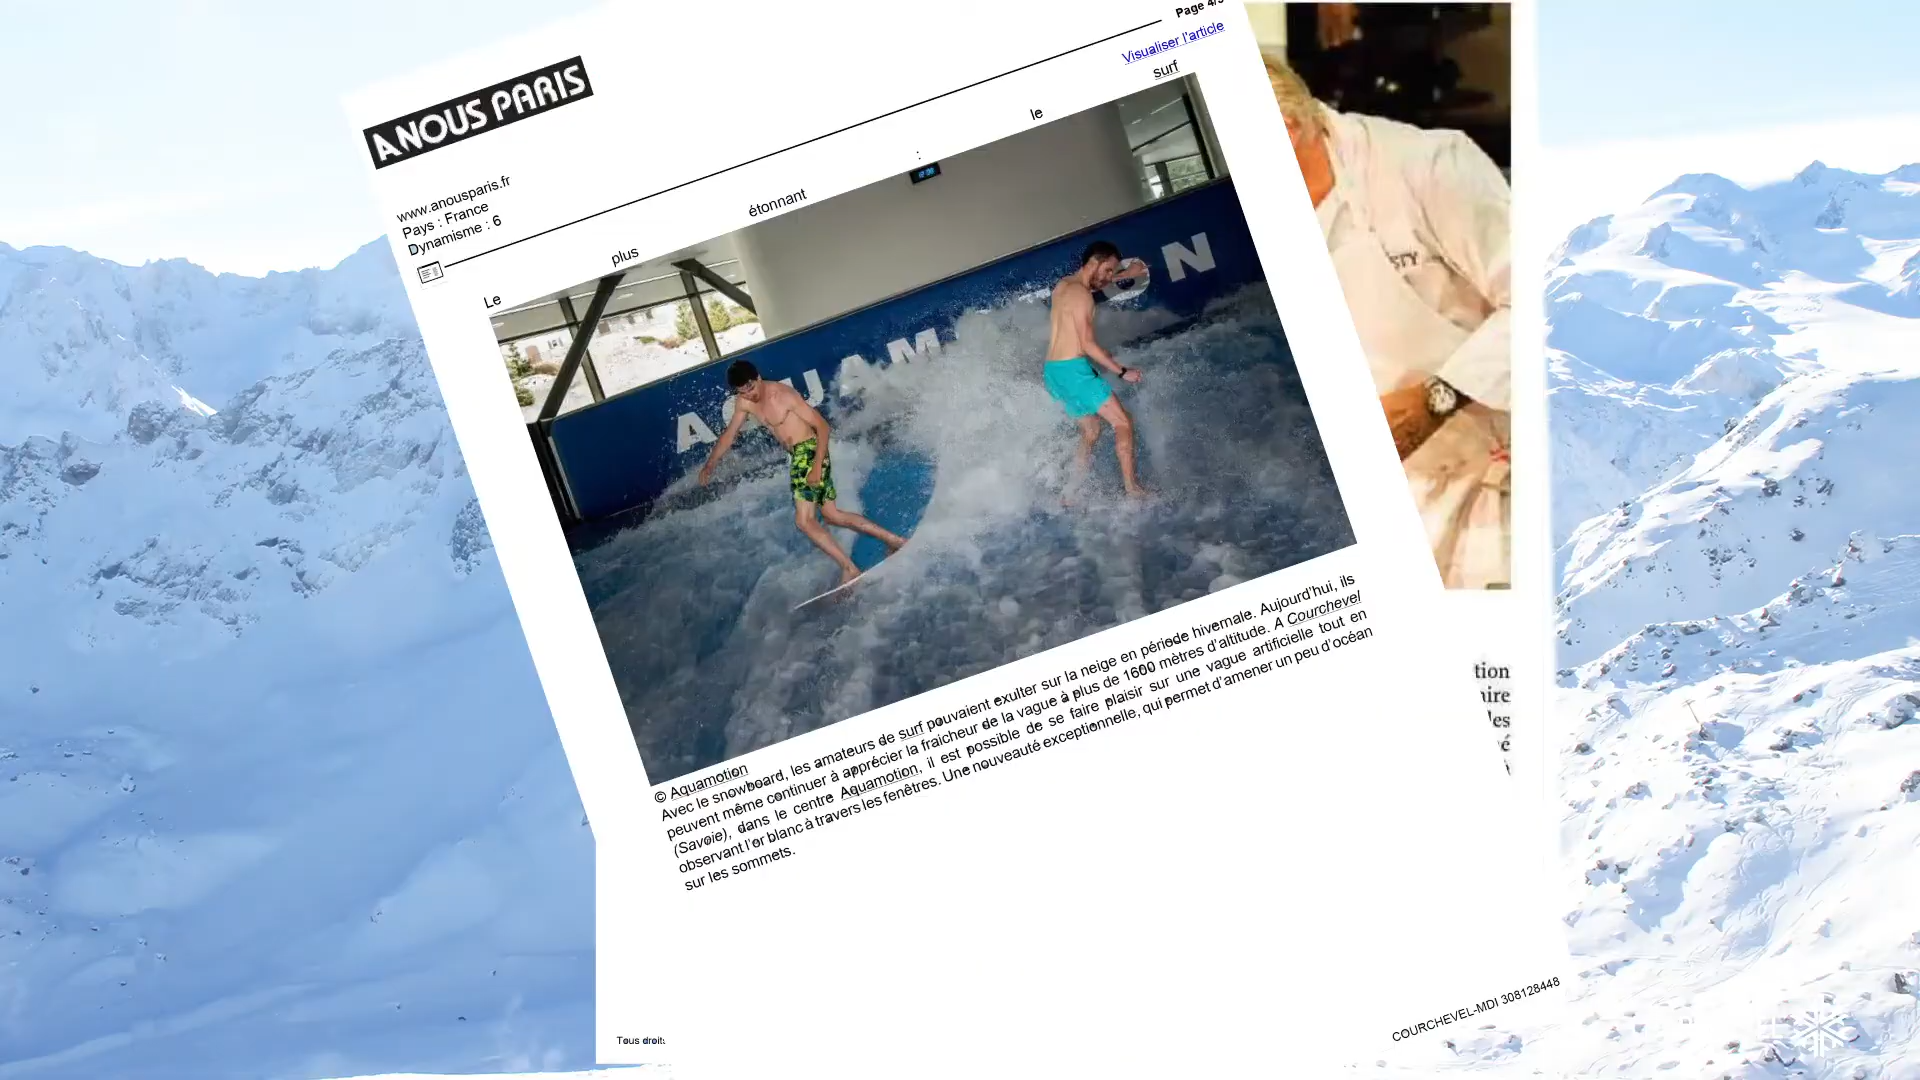 Page 4/5
Visualiser l'article
A NOUS PARIS
www.anousparis.fr
Pays : France
Dynamisme : 6
Le plus étonnant : le surf
© Aquamotion
Avec le snowboard, les amateurs de surf pouvaient exulter sur la neige en période hivernale. Aujourd'hui, ils
peuvent même continuer à apprécier la fraicheur de la vague à plus de 1600 mètres d'altitude. A Courchevel
(Savoie), dans le centre Aquamotion, il est possible de se faire plaisir sur une vague artificielle tout en
observant l'or blanc à travers les fenêtres. Une nouveauté exceptionnelle, qui permet d'amener un peu d'océan
sur les sommets.
Tous droits
COURCHEVEL-MDI 308128448
STY
tion
aire
les
é